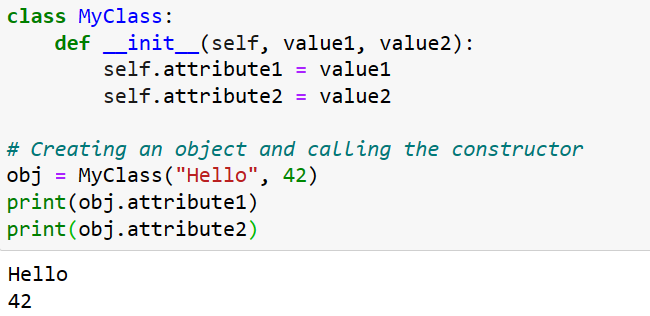 class MyClass:
    def __init__(self, value1, value2):
        self.attribute1 = value1
        self.attribute2 = value2

# Creating an object and calling the constructor
obj = MyClass("Hello", 42)
print(obj.attribute1)
print(obj.attribute2)
Hello
42